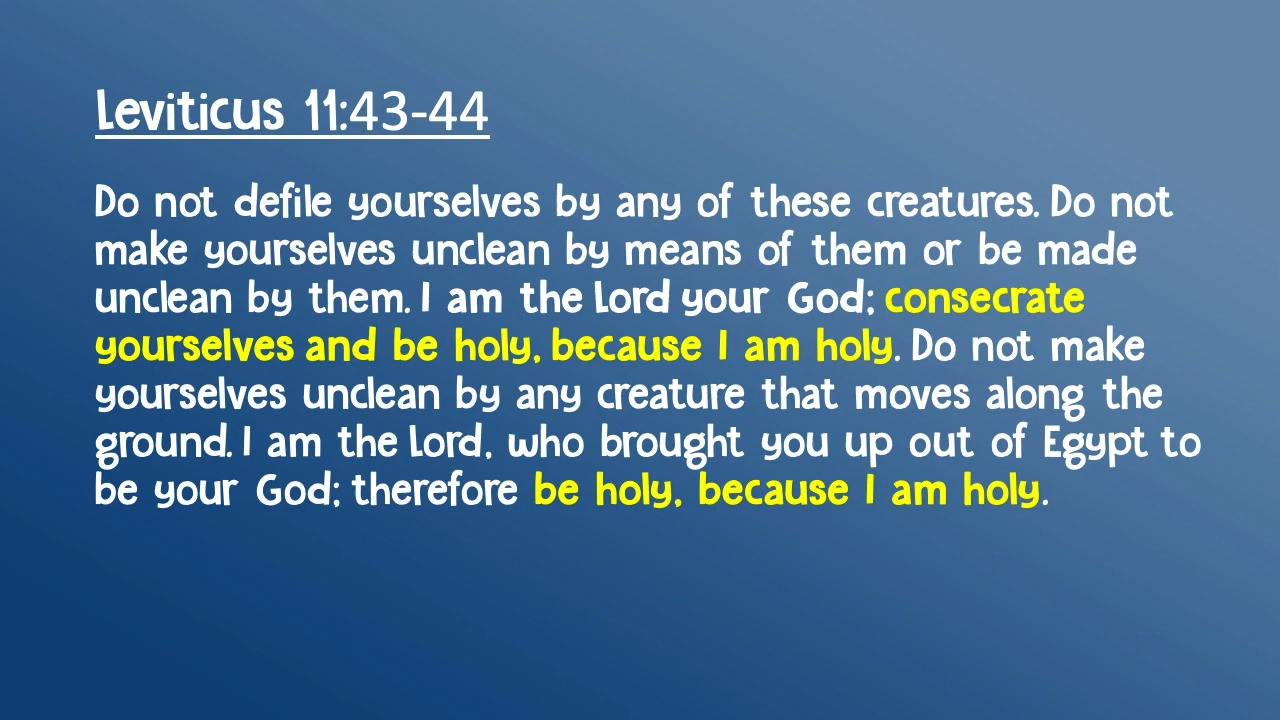 Leviticus 11:43-44
Do not defile yourselves by any of these creatures. Do not
make yourselves unclean by means of them or be made
unclean by them. I am the Lord your God; consecrate
yourselves and be holy, because I am holy. Do not make
yourselves unclean by any creature that moves along the
ground. I am the Lord, who brought you up out of Egypt to
be your God; therefore be holy, because I am holy.